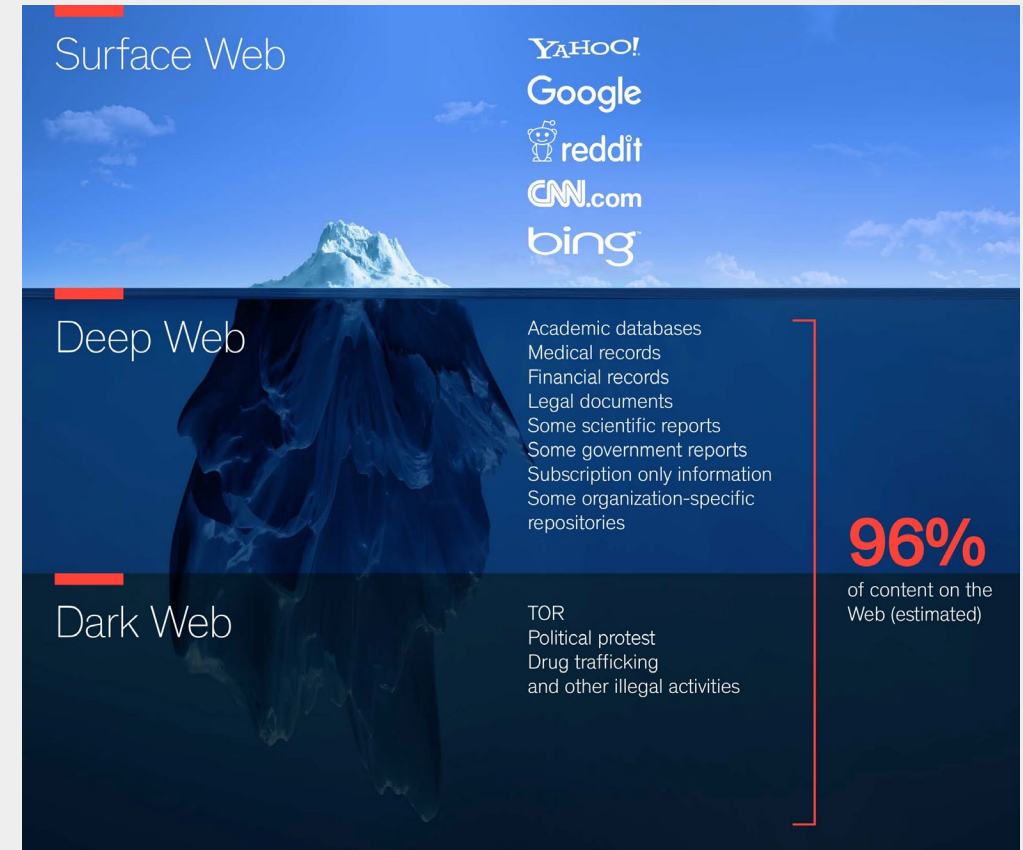 Surface Web
YAHOO!
Google
reddit
CNN.com
bing™
Deep Web
Academic databases
Medical records
Financial records
Legal documents
Some scientific reports
Some government reports
Subscription only information
Some organization-specific
repositories
96%
of content on the
Web (estimated)
Dark Web
TOR
Political protest
Drug trafficking
and other illegal activities